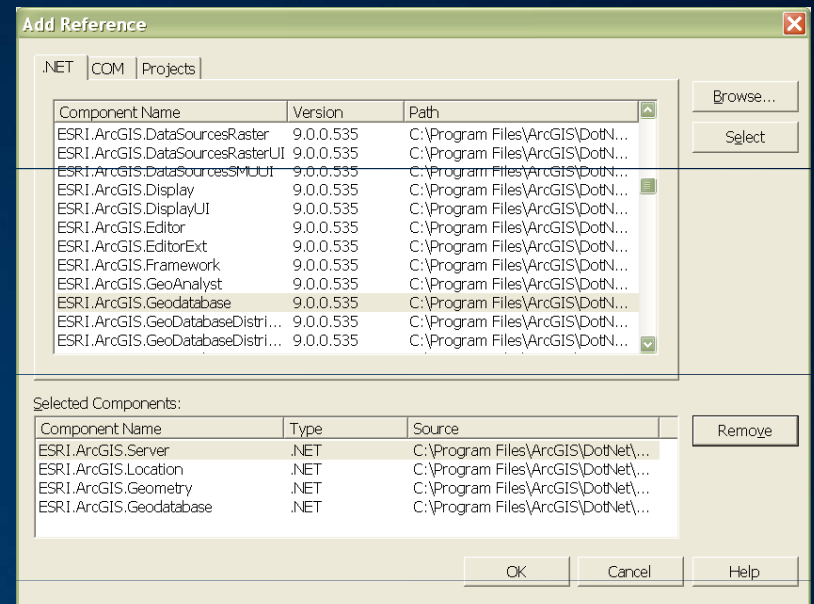 Add Reference
.NET COM Projects
Browse...
Select
Component Name Version Path
ESRI.ArcGIS.DataSourcesRaster 9.0.0.535 C:\Program Files\ArcGIS\DotN...
ESRI.ArcGIS.DataSourcesRasterUI 9.0.0.535 C:\Program Files\ArcGIS\DotN...
ESRI.ArcGIS.DataSourcesSMUUI 9.0.0.535 C:\Program Files\ArcGIS\DotN...
ESRI.ArcGIS.Display 9.0.0.535 C:\Program Files\ArcGIS\DotN...
ESRI.ArcGIS.DisplayUI 9.0.0.535 C:\Program Files\ArcGIS\DotN...
ESRI.ArcGIS.Editor 9.0.0.535 C:\Program Files\ArcGIS\DotN...
ESRI.ArcGIS.EditorExt 9.0.0.535 C:\Program Files\ArcGIS\DotN...
ESRI.ArcGIS.Framework 9.0.0.535 C:\Program Files\ArcGIS\DotN...
ESRI.ArcGIS.GeoAnalyst 9.0.0.535 C:\Program Files\ArcGIS\DotN...
ESRI.ArcGIS.Geodatabase 9.0.0.535 C:\Program Files\ArcGIS\DotN...
ESRI.ArcGIS.GeoDatabaseDistri... 9.0.0.535 C:\Program Files\ArcGIS\DotN...
ESRI.ArcGIS.GeoDatabaseDistri... 9.0.0.535 C:\Program Files\ArcGIS\DotN...
Selected Components:
Component Name Type Source
Remove
ESRI.ArcGIS.Server .NET C:\Program Files\ArcGIS\DotNet\...
ESRI.ArcGIS.Location .NET C:\Program Files\ArcGIS\DotNet\...
ESRI.ArcGIS.Geometry .NET C:\Program Files\ArcGIS\DotNet\...
ESRI.ArcGIS.Geodatabase .NET C:\Program Files\ArcGIS\DotNet\...
OK Cancel Help